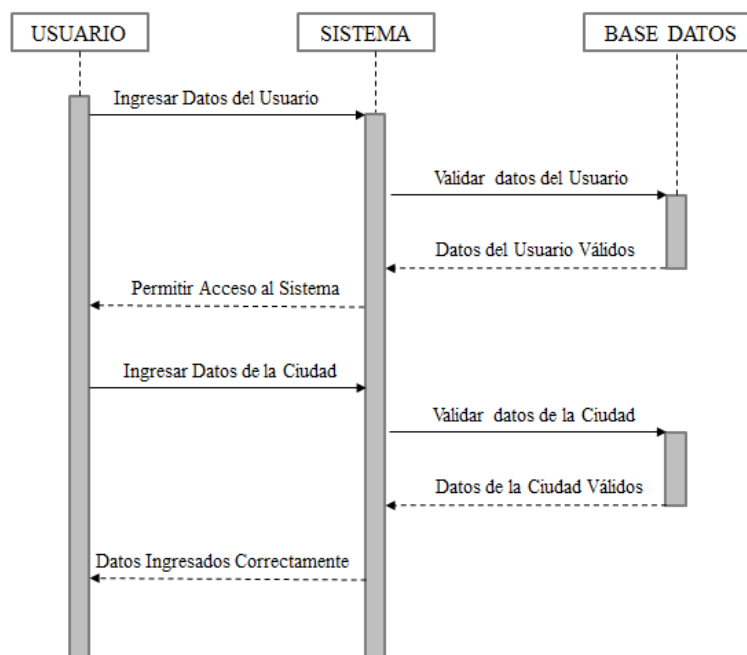 USUARIO
SISTEMA
BASE DATOS
Ingresar Datos del Usuario
Validar datos del Usuario
Datos del Usuario Válidos
Permitir Acceso al Sistema
Ingresar Datos de la Ciudad
Validar datos de la Ciudad
Datos de la Ciudad Válidos
Datos Ingresados Correctamente